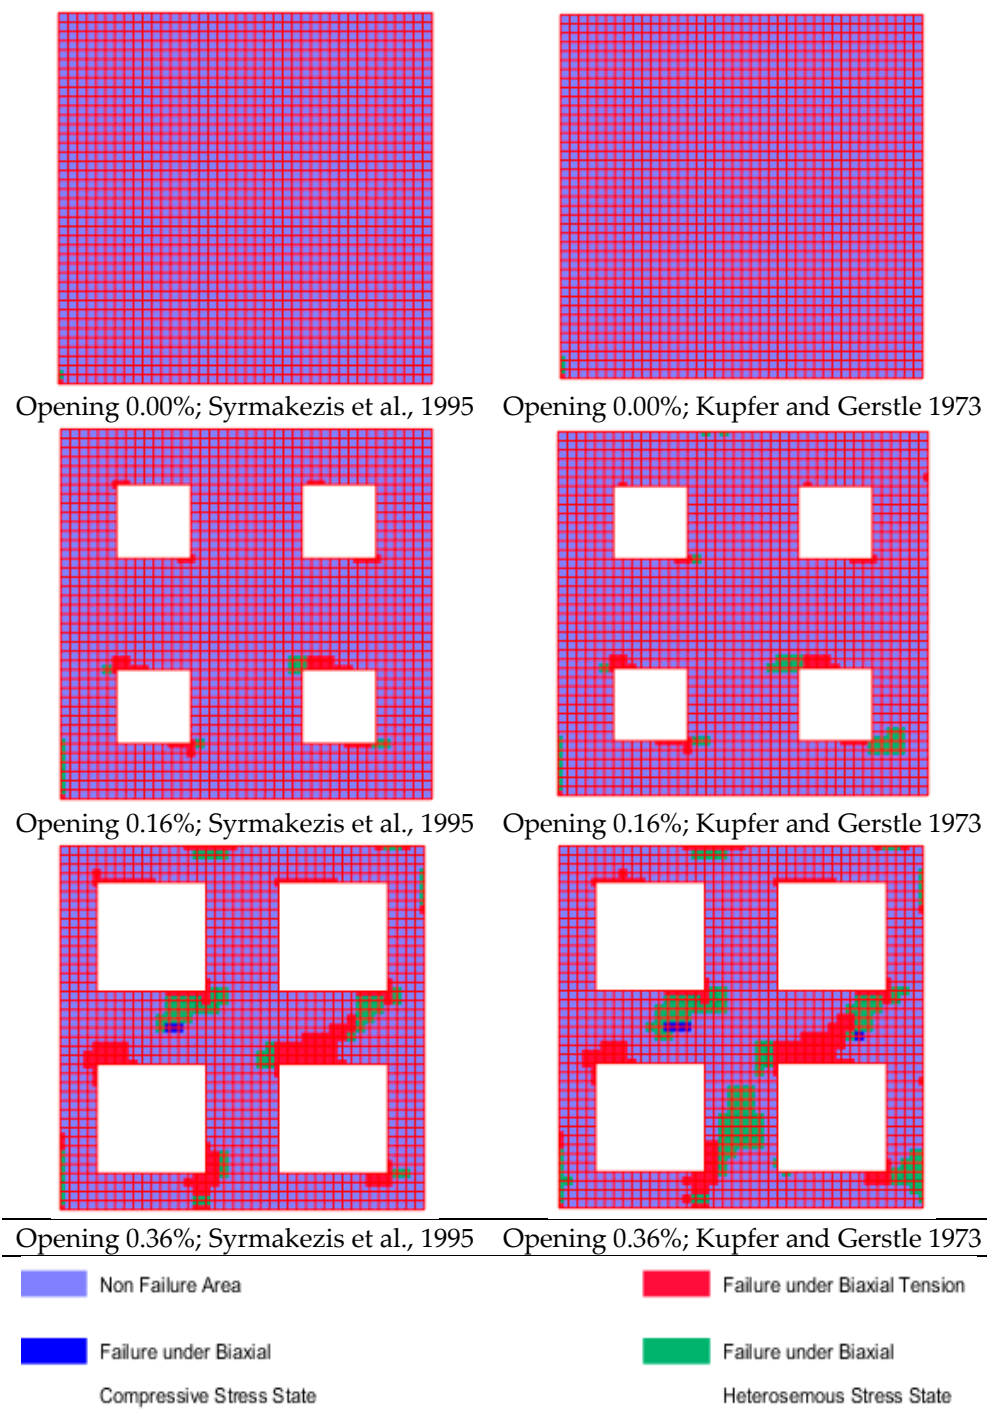 Opening 0.00%; Syrmakezis et al., 1995
Opening 0.00%; Kupfer and Gerstle 1973
Opening 0.16%; Syrmakezis et al., 1995
Opening 0.16%; Kupfer and Gerstle 1973
Opening 0.36%; Syrmakezis et al., 1995
Opening 0.36%; Kupfer and Gerstle 1973
Non Failure Area
Failure under Biaxial Tension
Failure under Biaxial
Compressive Stress State
Failure under Biaxial
Heterosemous Stress State